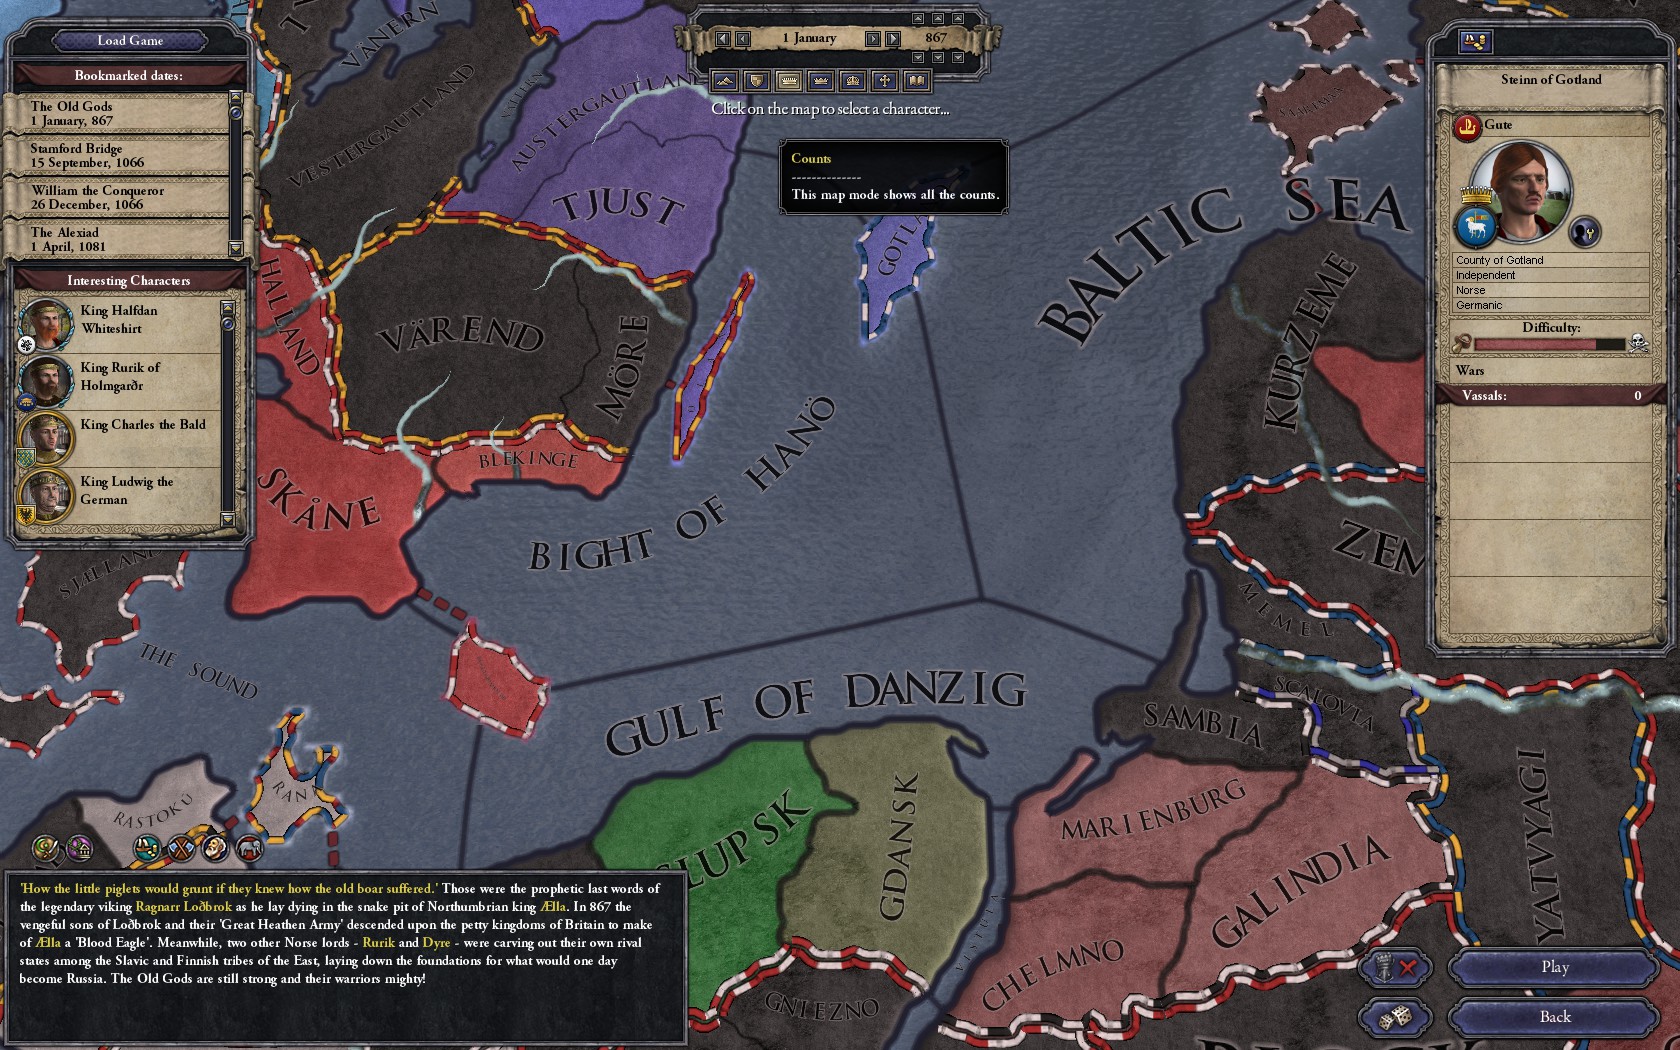 Load Game
Bookmarked dates:
The Old Gods
1 January, 867
Stamford Bridge
15 September, 1066
William the Conqueror
26 December, 1066
The Alexiad
1 April, 1081
Interesting Characters
King Halfdan
Whiteshirt
King Rurik of
Holmgarðr
King Charles the Bald
King Ludwig the
German
1 January
867
Click on the map to select a character...
Counts
--------------
This map mode shows all the counts.
Steinn of Gotland
Gute
County of Gotland
Independent
Norse
Germanic
Difficulty:
Wars
Vassals:
0
VÄNERN
VESTERGAUTLAND
AUSTERGAUTLAN
TJUST
HALLAND
VÄREND
MÖRE
BLEKINGE
SKÅNE
SJÆLLAND
THE SOUND
BIGHT OF HANÖ
GOTL
BALTIC SEA
KURZEME
ZEM
MEMEL
SCALOVIA
SAMBIA
GULF OF DANZIG
RASTOKU
RAN
SLUPSK
GDANSK
MARIENBURG
GALINDIA
CHELMNO
VISTULA
GNIEZNO
YATVYAGI
'How the little piglets would grunt if they knew how the old boar suffered.' Those were the prophetic last words of
the legendary viking Ragnarr Loðbrok as he lay dying in the snake pit of Northumbrian king Ælla. In 867 the
vengeful sons of Loðbrok and their 'Great Heathen Army' descended upon the petty kingdoms of Britain to make
of Ælla a 'Blood Eagle'. Meanwhile, two other Norse lords - Rurik and Dyre - were carving out their own rival
states among the Slavic and Finnish tribes of the East, laying down the foundations for what would one day
become Russia. The Old Gods are still strong and their warriors mighty!
Play
Back